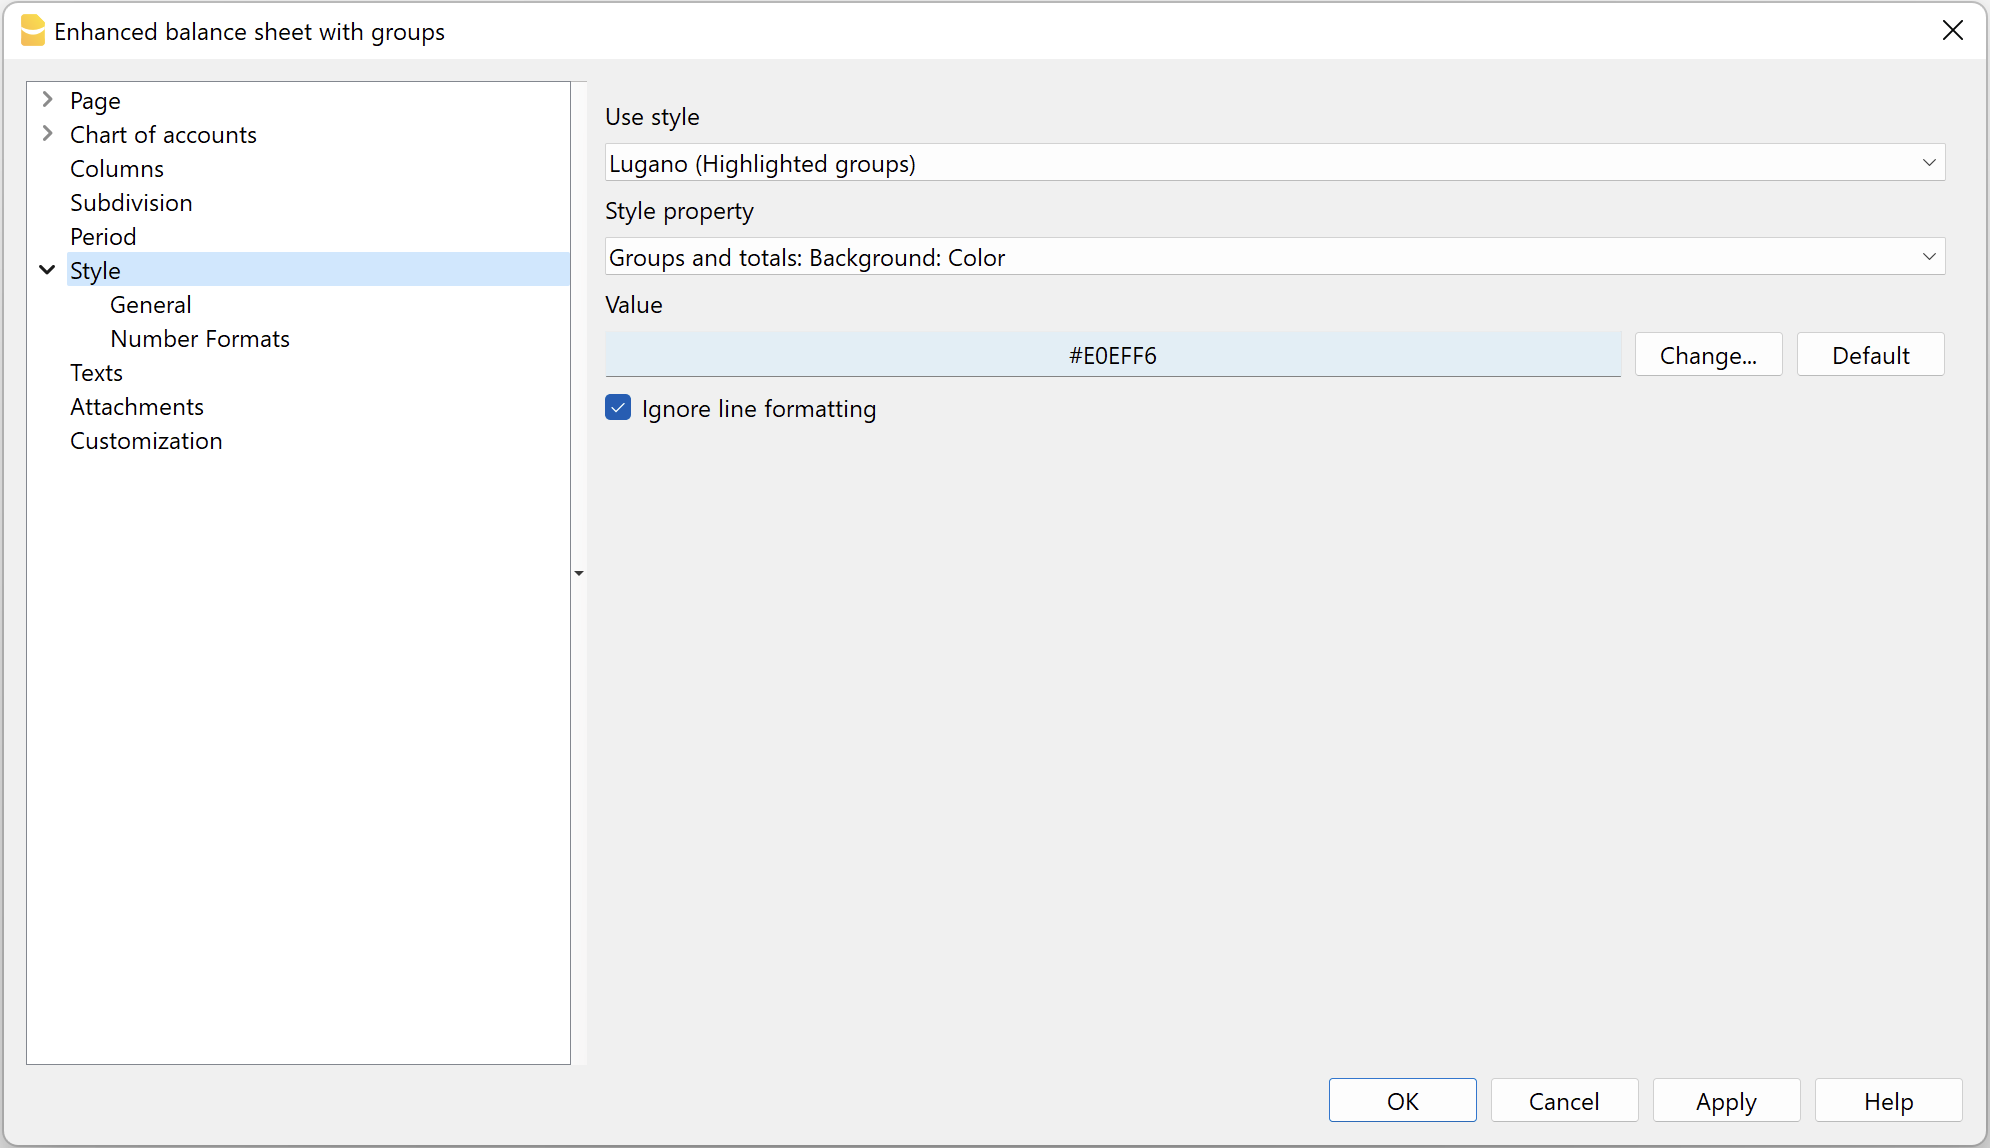 Enhanced balance sheet with groups
Page
Chart of accounts
Columns
Subdivision
Period
Style
General
Number Formats
Texts
Attachments
Customization
Use style
Lugano (Highlighted groups)
Style property
Groups and totals: Background: Color
Value
#E0EFF6
Change...
Default
Ignore line formatting
OK
Cancel
Apply
Help